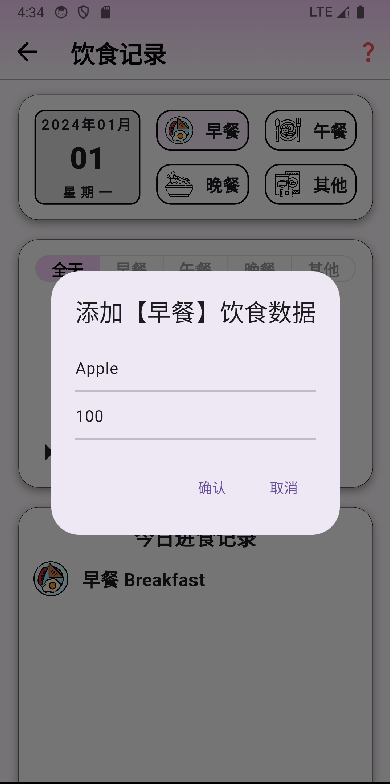 4:34 LTE
饮食记录 ?
2024年01月
01
星期一
早餐 午餐
晚餐 其他
全天 早餐 午餐 晚餐 其他
添加【早餐】饮食数据
Apple
100
确认 取消
今日进食记录
早餐 Breakfast